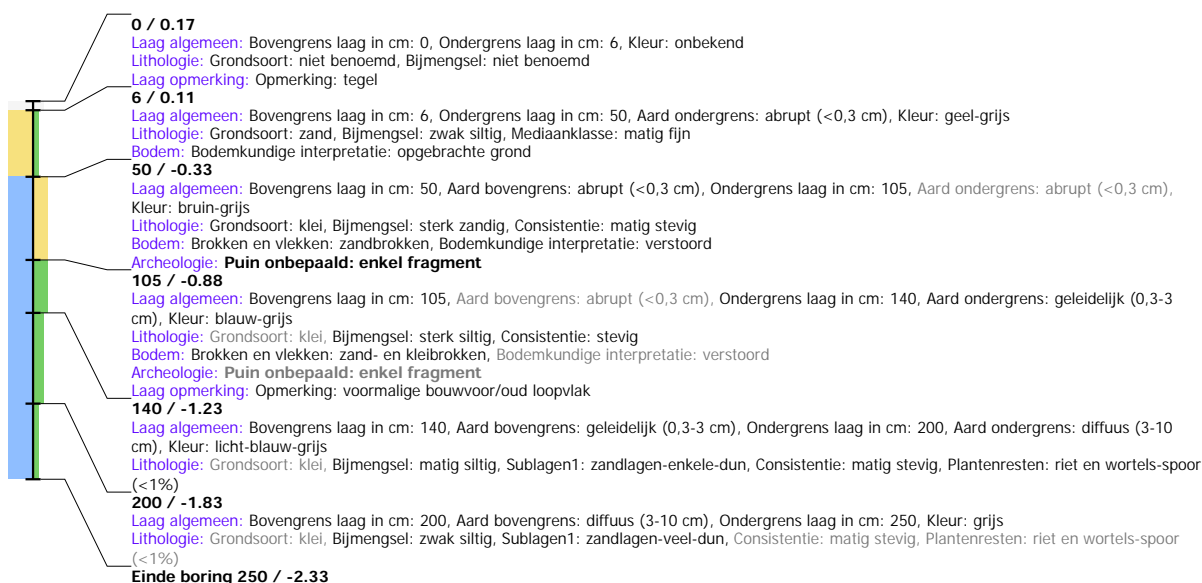 0 / 0.17
Laag algemeen: Bovengrens laag in cm: 0, Ondergrens laag in cm: 6, Kleur: onbekend
Lithologie: Grondsoort: niet benoemd, Bijmengsel: niet benoemd
Laag opmerking: Opmerking: tegel
6 / 0.11
Laag algemeen: Bovengrens laag in cm: 6, Ondergrens laag in cm: 50, Aard ondergrens: abrupt (<0,3 cm), Kleur: geel-grijs
Lithologie: Grondsoort: zand, Bijmengsel: zwak siltig, Mediaanklasse: matig fijn
Bodem: Bodemkundige interpretatie: opgebrachte grond
50 / -0.33
Laag algemeen: Bovengrens laag in cm: 50, Aard bovengrens: abrupt (<0,3 cm), Ondergrens laag in cm: 105, Aard ondergrens: abrupt (<0,3 cm),
Kleur: bruin-grijs
Lithologie: Grondsoort: klei, Bijmengsel: sterk zandig, Consistentie: matig stevig
Bodem: Brokken en vlekken: zandbrokken, Bodemkundige interpretatie: verstoord
Archeologie: Puin onbepaald: enkel fragment
105 / -0.88
Laag algemeen: Bovengrens laag in cm: 105, Aard bovengrens: abrupt (<0,3 cm), Ondergrens laag in cm: 140, Aard ondergrens: geleidelijk (0,3-3
cm), Kleur: blauw-grijs
Lithologie: Grondsoort: klei, Bijmengsel: sterk siltig, Consistentie: stevig
Bodem: Brokken en vlekken: zand- en kleibrokken, Bodemkundige interpretatie: verstoord
Archeologie: Puin onbepaald: enkel fragment
Laag opmerking: Opmerking: voormalige bouwvoor/oud loopvlak
140 / -1.23
Laag algemeen: Bovengrens laag in cm: 140, Aard bovengrens: geleidelijk (0,3-3 cm), Ondergrens laag in cm: 200, Aard ondergrens: diffuus (3-10
cm), Kleur: licht-blauw-grijs
Lithologie: Grondsoort: klei, Bijmengsel: matig siltig, Sublagen1: zandlagen-enkele-dun, Consistentie: matig stevig, Plantenresten: riet en wortels-spoor
(<1%)
200 / -1.83
Laag algemeen: Bovengrens laag in cm: 200, Aard bovengrens: diffuus (3-10 cm), Ondergrens laag in cm: 250, Kleur: grijs
Lithologie: Grondsoort: klei, Bijmengsel: zwak siltig, Sublagen1: zandlagen-veel-dun, Consistentie: matig stevig, Plantenresten: riet en wortels-spoor
(<1%)
Einde boring 250 / -2.33